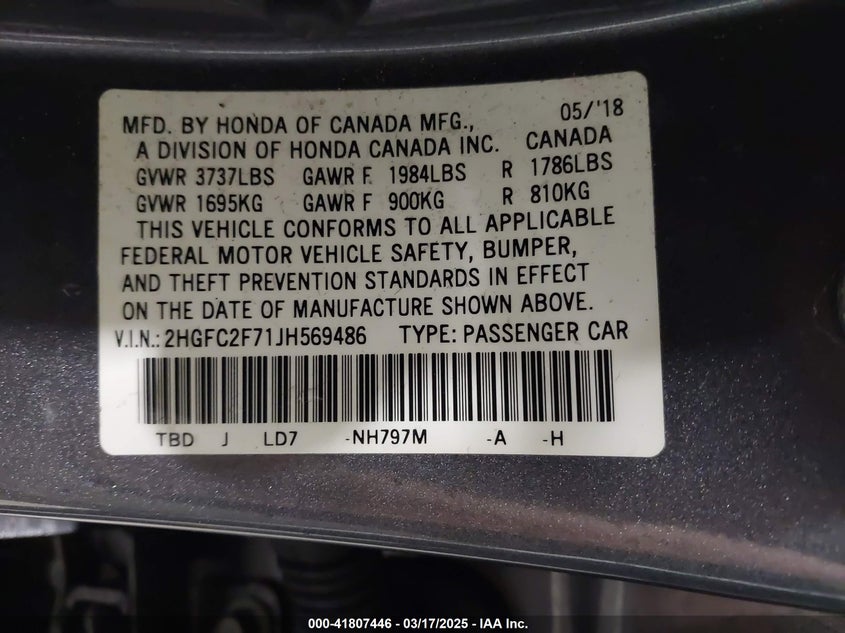 MFD. BY HONDA OF CANADA MFG., 05/'18
A DIVISION OF HONDA CANADA INC. CANADA
GVWR 3737LBS GAWR F 1984LBS R 1786LBS
GVWR 1695KG GAWR F 900KG R 810KG
THIS VEHICLE CONFORMS TO ALL APPLICABLE
FEDERAL MOTOR VEHICLE SAFETY, BUMPER,
AND THEFT PREVENTION STANDARDS IN EFFECT
ON THE DATE OF MANUFACTURE SHOWN ABOVE.
V.I.N.: 2HGFC2F71JH569486 TYPE: PASSENGER CAR
TBD J LD7 -NH797M -A -H
000-41807446 - 03/17/2025 - IAA Inc.